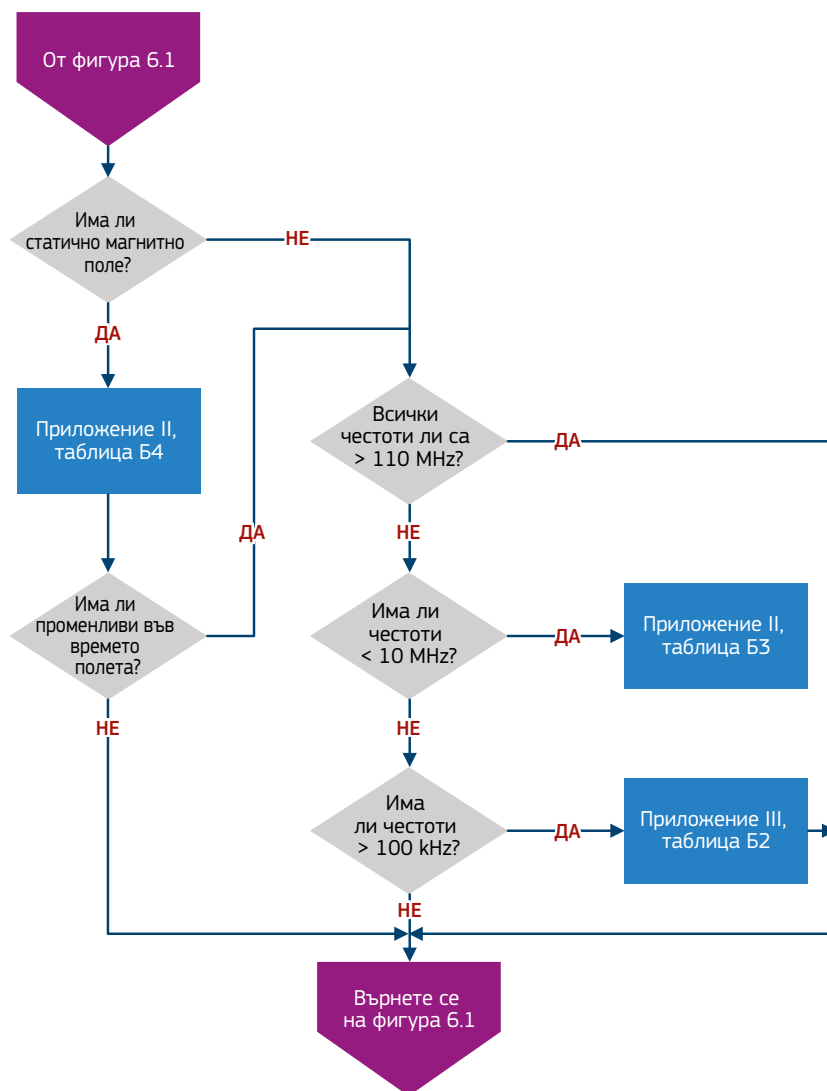 От фигура 6.1
Има ли
статично магнитно
поле?
НЕ
ДА
Приложение II,
таблица Б4
Всички
честоти ли са
> 110 MHz?
ДА
ДА
НЕ
Има ли
променливи във
времето
полета?
Има ли
честоти
< 10 MHz?
ДА
Приложение II,
таблица Б3
НЕ
НЕ
Има
ли честоти
> 100 kHz?
ДА
Приложение III,
таблица Б2
НЕ
Върнете се
на фигура 6.1